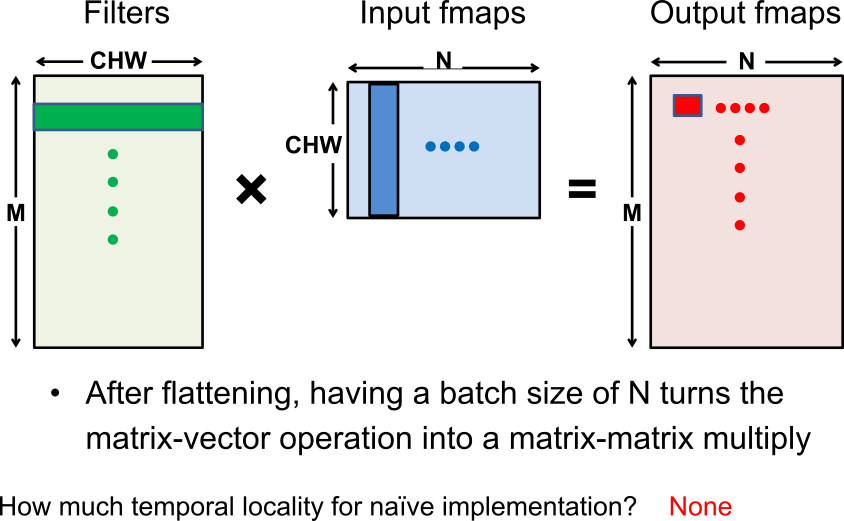 Filters
Input fmaps
Output fmaps
CHW
N
N
CHW
M
M
× =
• After flattening, having a batch size of N turns the
matrix-vector operation into a matrix-matrix multiply
How much temporal locality for naïve implementation? None